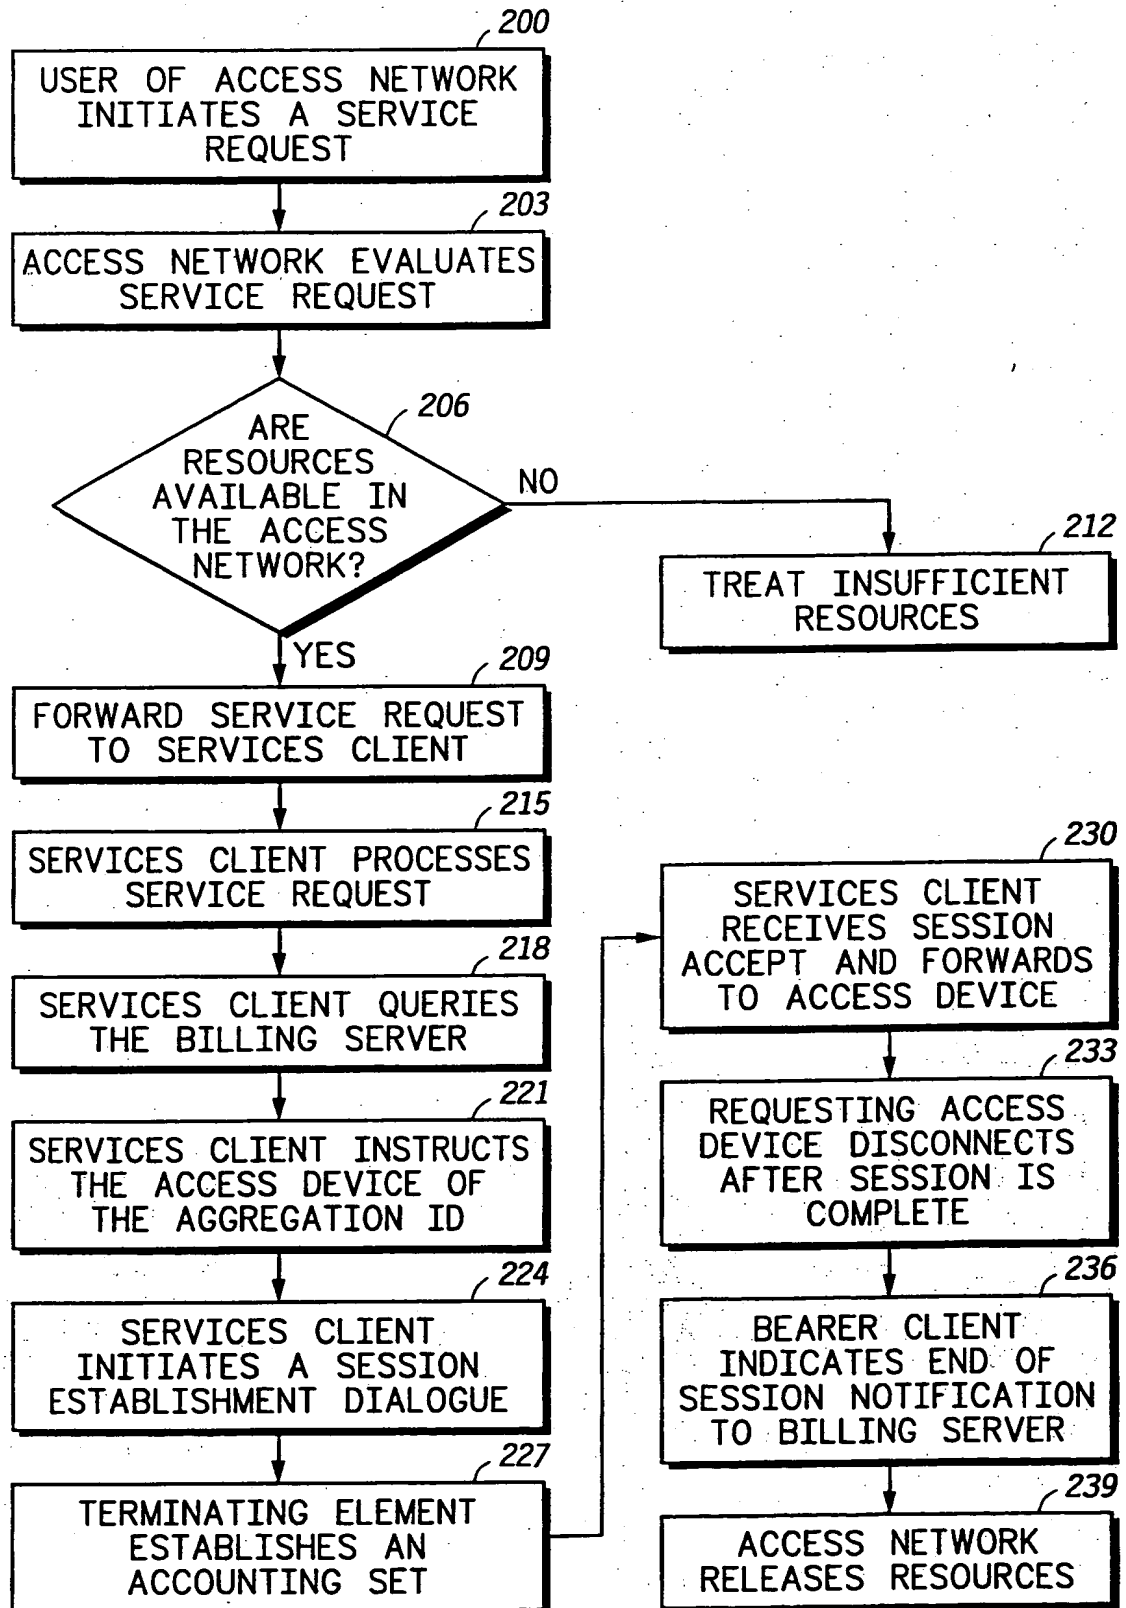 200
USER OF ACCESS NETWORK
INITIATES A SERVICE
REQUEST
203
ACCESS NETWORK EVALUATES
SERVICE REQUEST
206
ARE
RESOURCES
AVAILABLE IN
THE ACCESS
NETWORK?
NO
212
TREAT INSUFFICIENT
RESOURCES
YES
209
FORWARD SERVICE REQUEST
TO SERVICES CLIENT
215
SERVICES CLIENT PROCESSES
SERVICE REQUEST
218
SERVICES CLIENT QUERIES
THE BILLING SERVER
221
SERVICES CLIENT INSTRUCTS
THE ACCESS DEVICE OF
THE AGGREGATION ID
224
SERVICES CLIENT
INITIATES A SESSION
ESTABLISHMENT DIALOGUE
227
TERMINATING ELEMENT
ESTABLISHES AN
ACCOUNTING SET
230
SERVICES CLIENT
RECEIVES SESSION
ACCEPT AND FORWARDS
TO ACCESS DEVICE
233
REQUESTING ACCESS
DEVICE DISCONNECTS
AFTER SESSION IS
COMPLETE
236
BEARER CLIENT
INDICATES END OF
SESSION NOTIFICATION
TO BILLING SERVER
239
ACCESS NETWORK
RELEASES RESOURCES